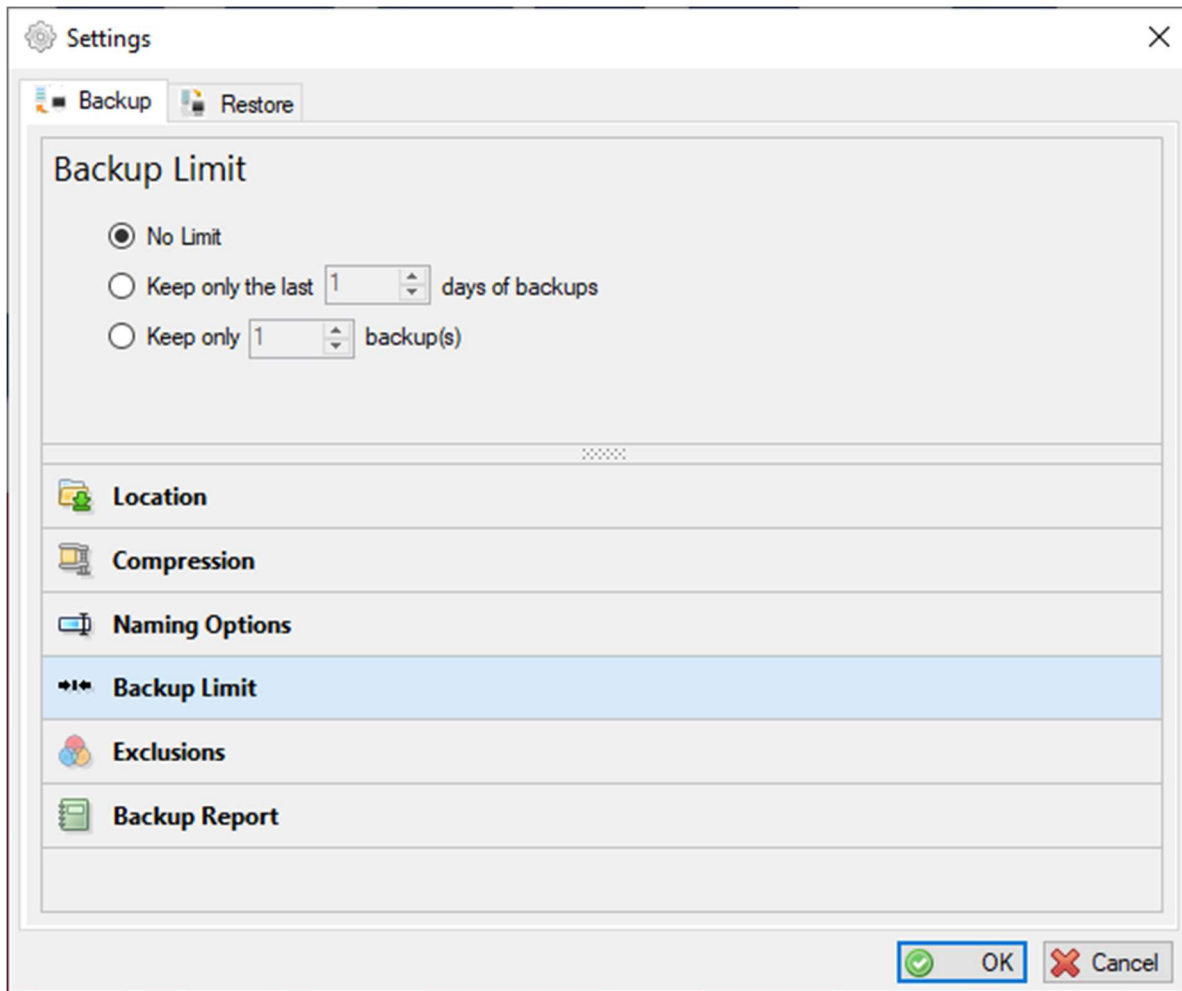 Settings
Backup Restore
Backup Limit
No Limit
Keep only the last 1 days of backups
Keep only 1 backup(s)
Location
Compression
Naming Options
Backup Limit
Exclusions
Backup Report
OK Cancel